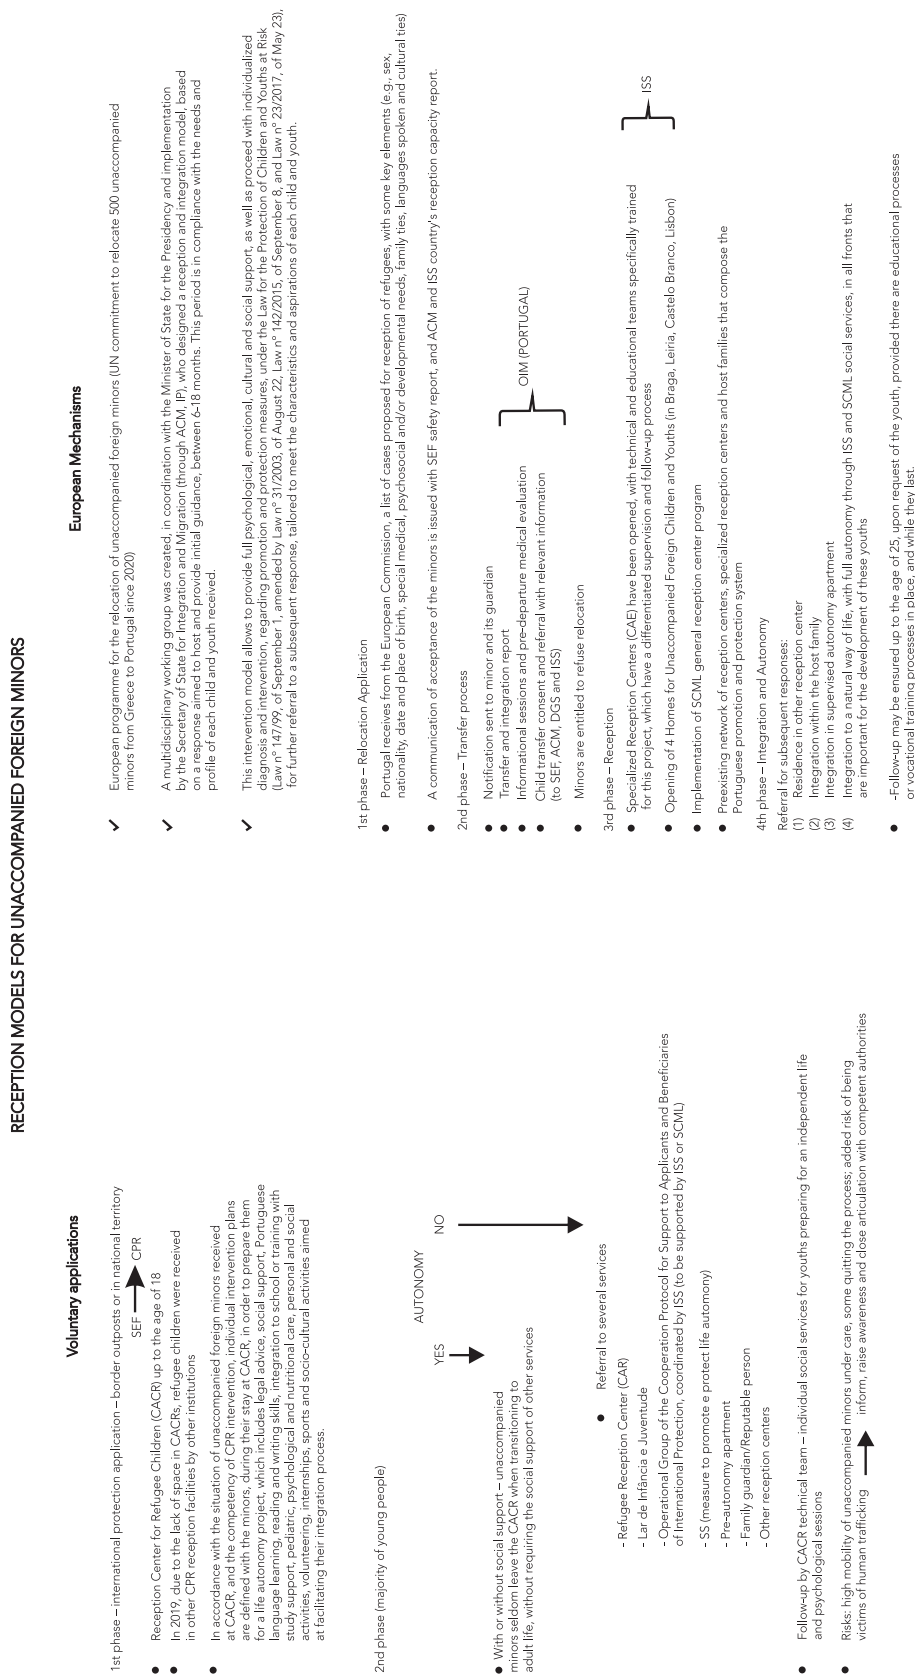 RECEPTION MODELS FOR UNACCOMPANIED FOREIGN MINORS
Voluntary applications
1st phase – international protection application – border outposts or in national territory
SEF → CPR
● Reception Center for Refugee Children (CACR) up to the age of 18
● In 2019, due to the lack of space in CACRs, refugee children were received
in other CPR reception facilities by other institutions
● In accordance with the situation of unaccompanied foreign minors received
at CACR, and the competency of CPR intervention, individual intervention plans
are defined with the minors, during their stay at CACR, in order to prepare them
for a life autonomy project, which includes legal advice, social support, Portuguese
language learning, reading and writing skills, integration to school or training with
study support, pediatric, psychological and nutritional care, personal and social
activities, volunteering, internships, sports and socio-cultural activities aimed
at facilitating their integration process.
2nd phase (majority of young people)
AUTONOMY
YES
NO
● With or without social support – unaccompanied
minors seldom leave the CACR when transitioning to
adult life, without requiring the social support of other services
● Referral to several services
- Refugee Reception Center (CAR)
- Lar de Infância e Juventude
- Operational Group of the Cooperation Protocol for Support to Applicants and Beneficiaries
of International Protection, coordinated by ISS (to be supported by ISS or SCML)
- SS (measure to promote e protect life automomy)
- Pre-autonomy apartment
- Family guardian/Reputable person
- Other reception centers
● Follow-up by CACR technical team – individual social services for youths preparing for an independent life
and psychological sessions
● Risks: high mobility of unaccompanied minors under care, some quitting the process; added risk of being
victims of human trafficking → inform, raise awareness and close articulation with competent authorities
European Mechanisms
✓ European programme for the relocation of unaccompanied foreign minors (UN commitment to relocate 500 unaccompanied
minors from Greece to Portugal since 2020)
✓ A multidisciplinary working group was created, in coordination with the Minister of State for the Presidency and implementation
by the Secretary of State for Integration and Migration (through ACM, IP), who designed a reception and integration model, based
on a response aimed to host and provide initial guidance, between 6-18 months. This period is in compliance with the needs and
profile of each child and youth received.
✓ This intervention model allows to provide full psychological, emotional, cultural and social support, as well as proceed with individualized
diagnosis and intervention, regarding promotion and protection measures, under the Law for the Protection of Children and Youths at Risk
(Law n° 147/99, of September 1, amended by Law n° 31/2003, of August 22, Law n° 142/2015, of September 8, and Law n° 23/2017, of May 23),
for further referral to a subsequent response, tailored to meet the characteristics and aspirations of each child and youth.
1st phase – Relocation Application
● Portugal receives from the European Commission, a list of cases proposed for reception of refugees, with some key elements (e.g., sex,
nationality, date and place of birth, special medical, psychosocial and/or developmental needs, family ties, languages spoken and cultural ties)
● A communication of acceptance of the minors is issued with SEF safety report, and ACM and ISS country's reception capacity report.
2nd phase – Transfer process
● Notification sent to minor and its guardian
● Transfer and integration report
● Informational sessions and pre-departure medical evaluation
● Child transfer consent and referral with relevant information
(to SEF, ACM, DGS and ISS)
OIM (PORTUGAL)
● Minors are entitled to refuse relocation
3rd phase – Reception
● Specialized Reception Centers (CAE) have been opened, with technical and educational teams specifically trained
for this project, which have a differentiated supervision and follow-up process
● Opening of 4 Homes for Unaccompanied Foreign Children and Youths (in Braga, Leiria, Castelo Branco, Lisbon)
ISS
● Implementation of SCML general reception center program
● Preexisting network of reception centers, specialized reception centers and host families that compose the
Portuguese promotion and protection system
4th phase – Integration and Autonomy
Referral for subsequent responses:
(1) Residence in other reception center
(2) Integration within the host family
(3) Integration in supervised autonomy apartment
(4) Integration to a natural way of life, with full autonomy through ISS and SCML social services, in all fronts that
are important for the development of these youths
● -Follow-up may be ensured up to the age of 25, upon request of the youth, provided there are educational processes
or vocational training processes in place, and while they last.